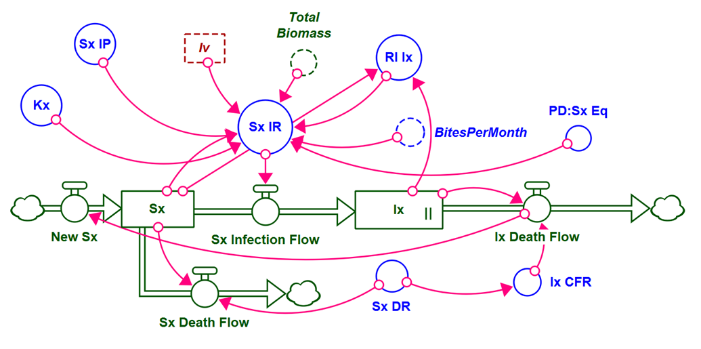 Total
Biomass
Sx IP
Iv
RI Ix
Kx
Sx IR
BitesPerMonth
PD:Sx Eq
Sx
Ix
New Sx
Sx Infection Flow
Ix Death Flow
Ix CFR
Sx DR
Sx Death Flow